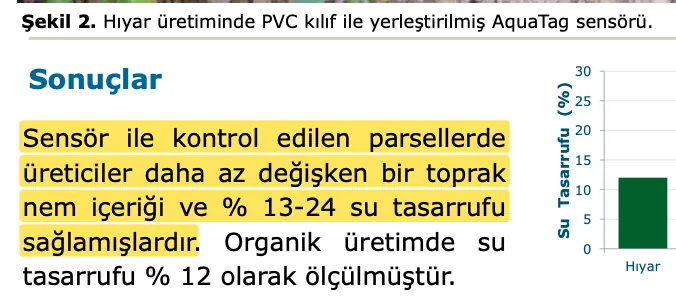 Şekil 2. Hıyar üretiminde PVC kılıf ile yerleştirilmiş AquaTag sensörü.
Sonuçlar
Sensör ile kontrol edilen parsellerde
üreticiler daha az değişken bir toprak
nem içeriği ve % 13-24 su tasarrufu
sağlamışlardır. Organik üretimde su
tasarrufu % 12 olarak ölçülmüştür.
Su Tasarrufu (%)
30
25
20
15
10
5
0
Hıyar